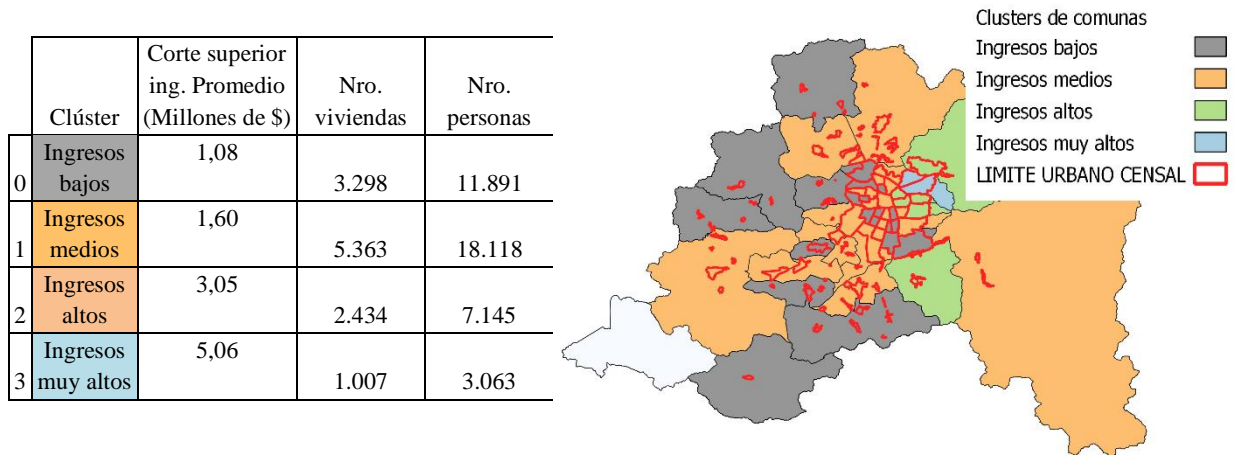 Clúster
Corte superior
ing. Promedio
(Millones de $)
Nro.
viviendas
Nro.
personas
0
Ingresos
bajos
1,08
3.298
11.891
1
Ingresos
medios
1,60
5.363
18.118
2
Ingresos
altos
3,05
2.434
7.145
3
Ingresos
muy altos
5,06
1.007
3.063
Clusters de comunas
Ingresos bajos
Ingresos medios
Ingresos altos
Ingresos muy altos
LIMITE URBANO CENSAL